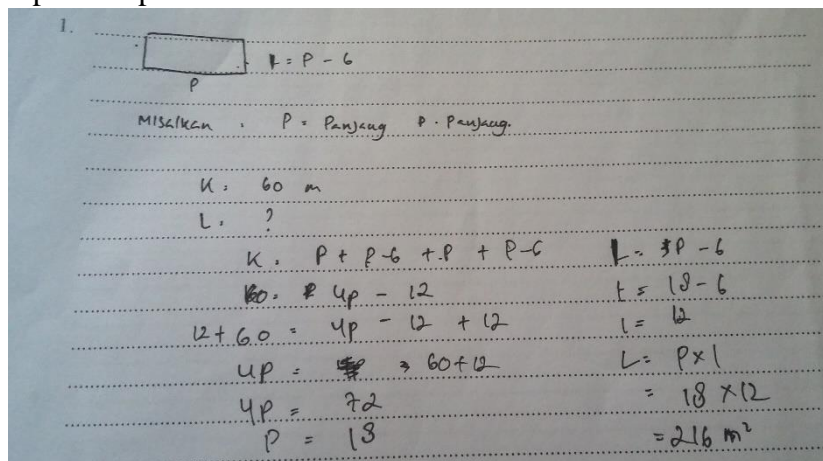 1.
l = P - 6
P
Misalkan : P = Panjang P. Panjang.
K = 60 m
L = ?
K = P + P-6 + P + P-6
60 = 4P - 12
12 + 60 = 4P - 12 + 12
4P = 60 + 12
4P = 72
P = 18
l = P - 6
l = 18 - 6
l = 12
L = P x l
= 18 x 12
= 216 m²